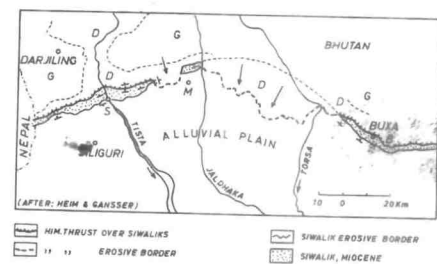 D
G
BHUTAN
DARJILING
G
D
D
G
M
D
G
BUXA
H
S
NEPAL
SILIGURI
TISTA
ALLUVIAL PLAIN
JALDHAKA
TORSA
(AFTER: HEIM & GANSSER)
10 0 20 Km
HIM. THRUST OVER SIWALIKS
" " EROSIVE BORDER
SIWALIK EROSIVE BORDER
SIWALIK, MIOCENE